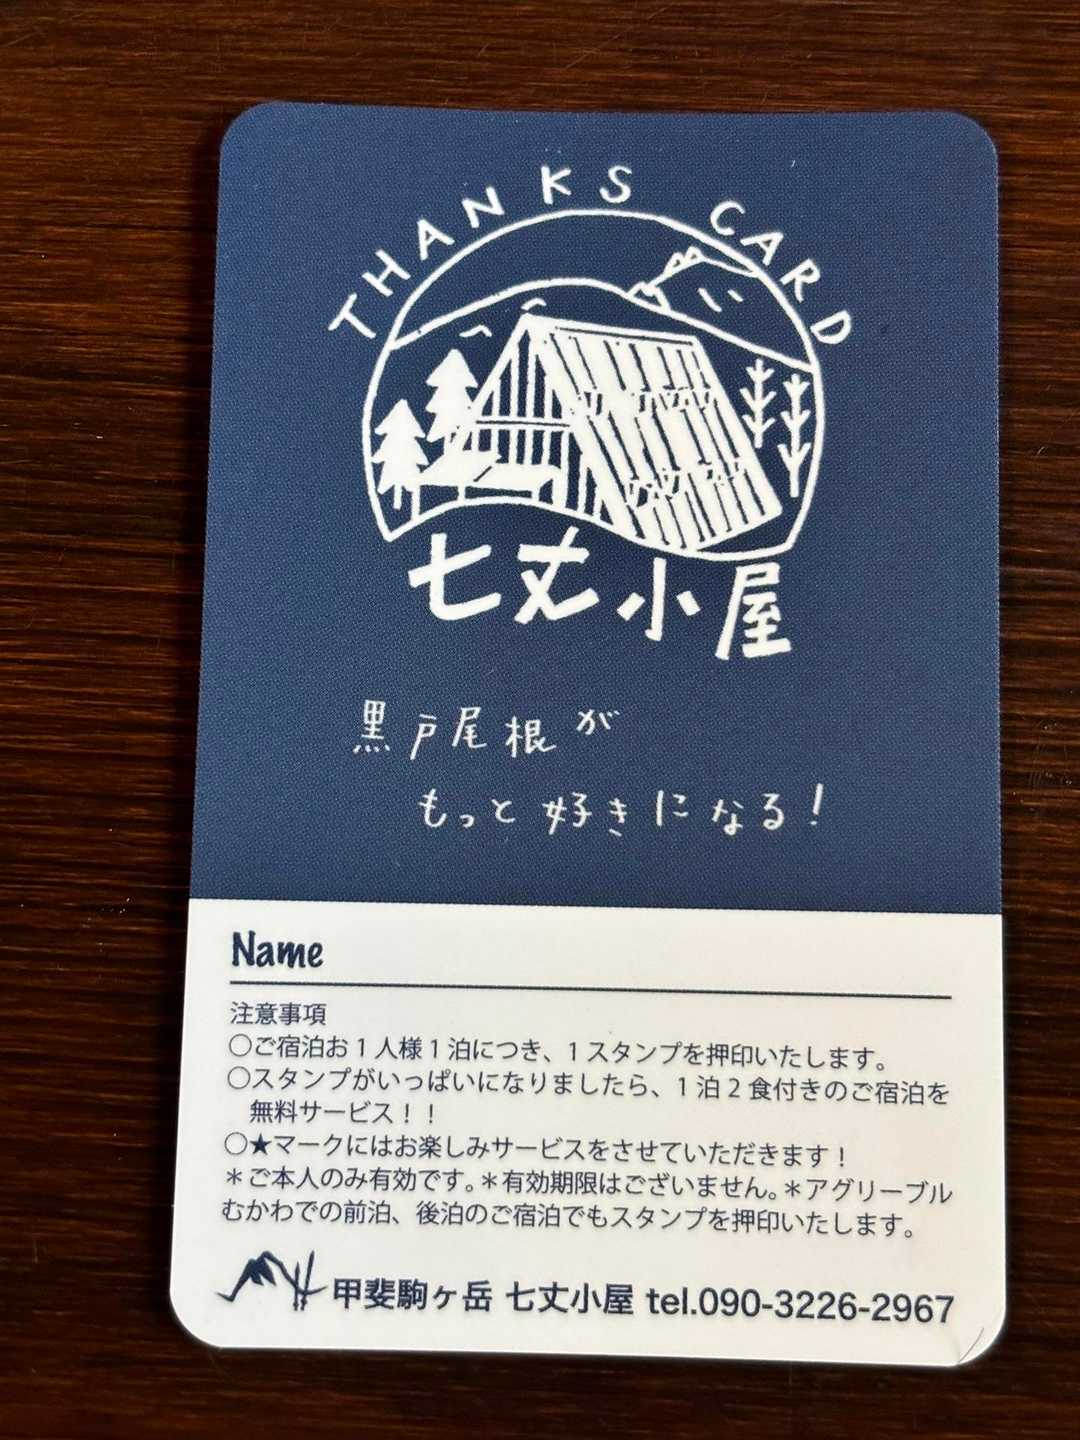 THANKS CARD
七丈小屋
黒戸尾根が
もっと好きになる!
Name
注意事項
○ご宿泊お1人様1泊につき、1スタンプを押印いたします。
○スタンプがいっぱいになりましたら、1泊2食付きのご宿泊を
無料サービス!!
○★マークにはお楽しみサービスをさせていただきます!
*ご本人のみ有効です。*有効期限はございません。*アグリーブル
むかわでの前泊、後泊のご宿泊でもスタンプを押印いたします。
甲斐駒ヶ岳 七丈小屋 tel.090-3226-2967